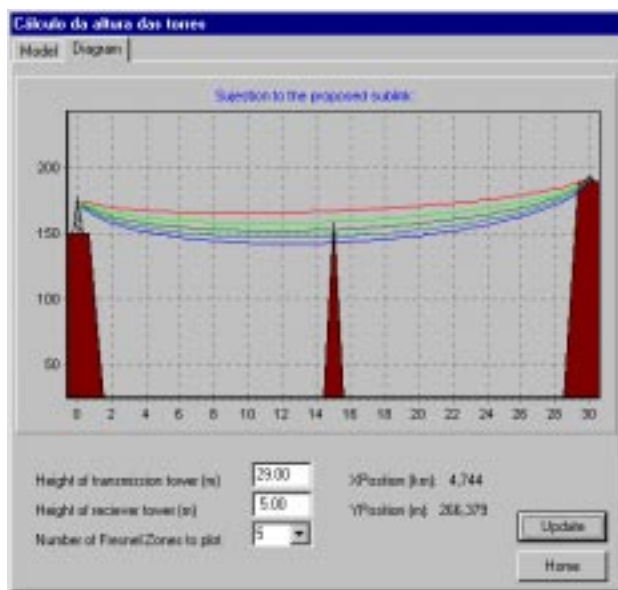 Cálculo da altura das torres
Model Diagram
Sujestion to the proposed sublink:
200
150
100
50
0 2 4 6 8 10 12 14 16 18 20 22 24 26 28 30
Height of transmission tower (m) 29.00 XPosition (km): 4,744
Height of reciever tower (m) 5.00 YPosition (m): 266,379
Number of Fresnel Zones to plot 5
Update
Home